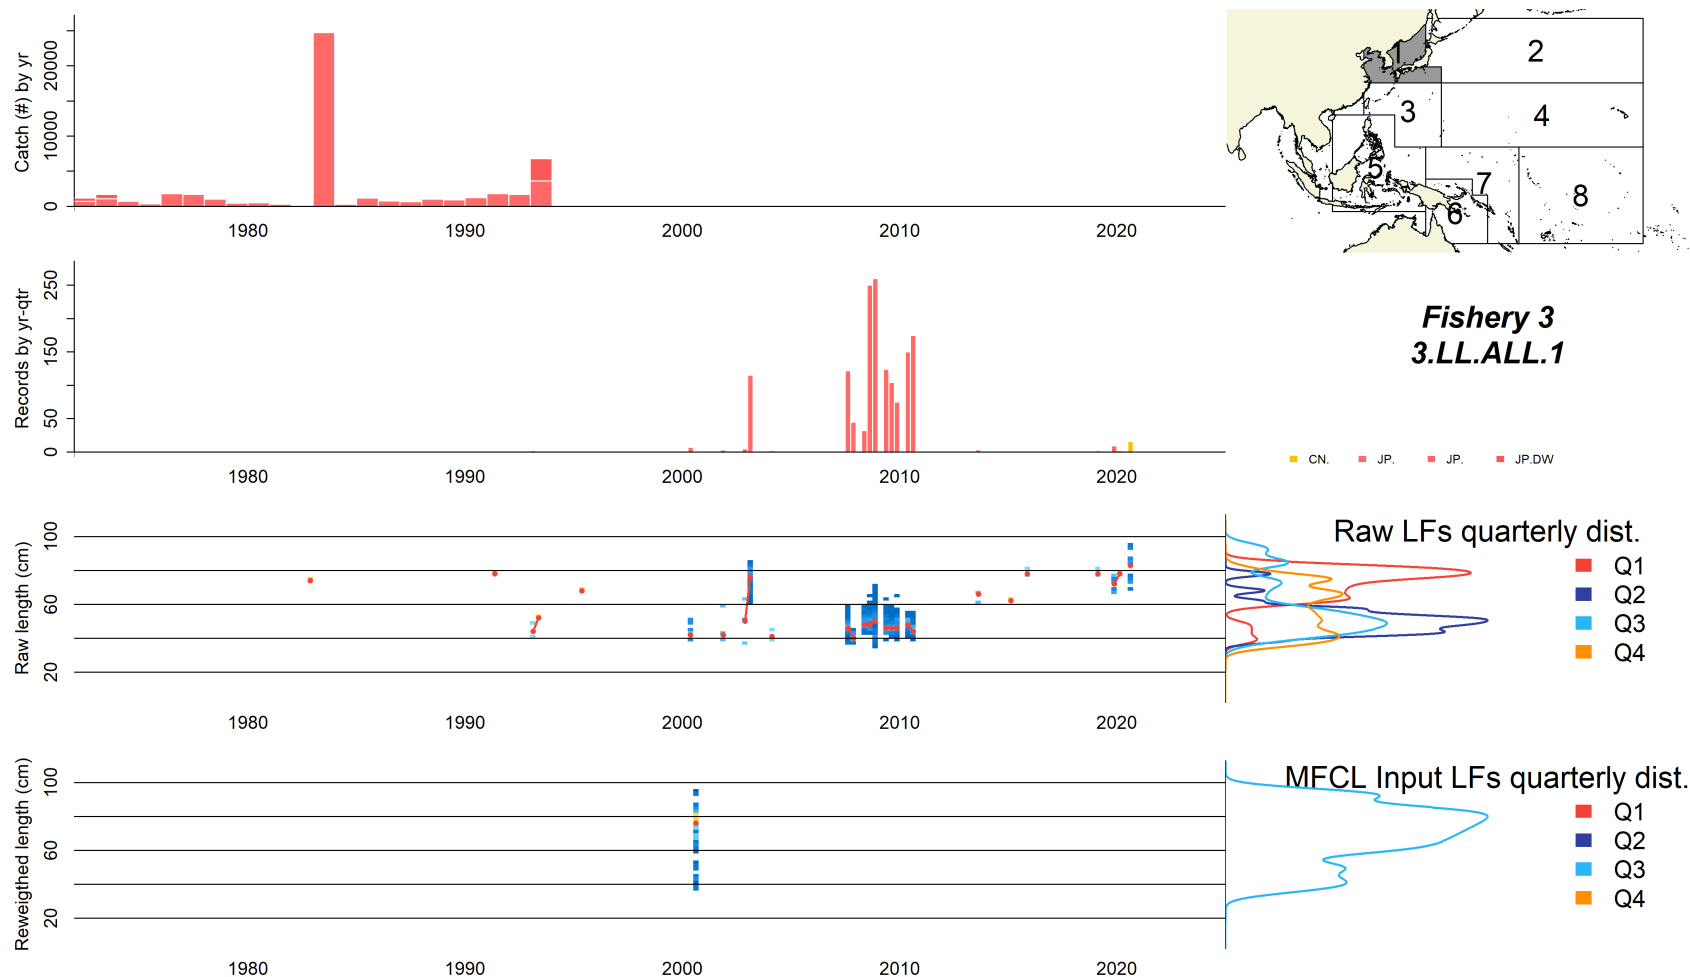 Catch (#) by yr
20000
10000
0
1980
1990
2000
2010
2020
1
2
3
4
5
6
7
8
Fishery 3
3.LL.ALL.1
Records by yr-qtr
250
150
50
0
1980
1990
2000
2010
2020
CN.
JP.
JP.
JP.DW
Raw length (cm)
100
60
20
1980
1990
2000
2010
2020
Raw LFs quarterly dist.
Q1
Q2
Q3
Q4
Reweigthed length (cm)
100
60
20
1980
1990
2000
2010
2020
MFCL Input LFs quarterly dist.
Q1
Q2
Q3
Q4